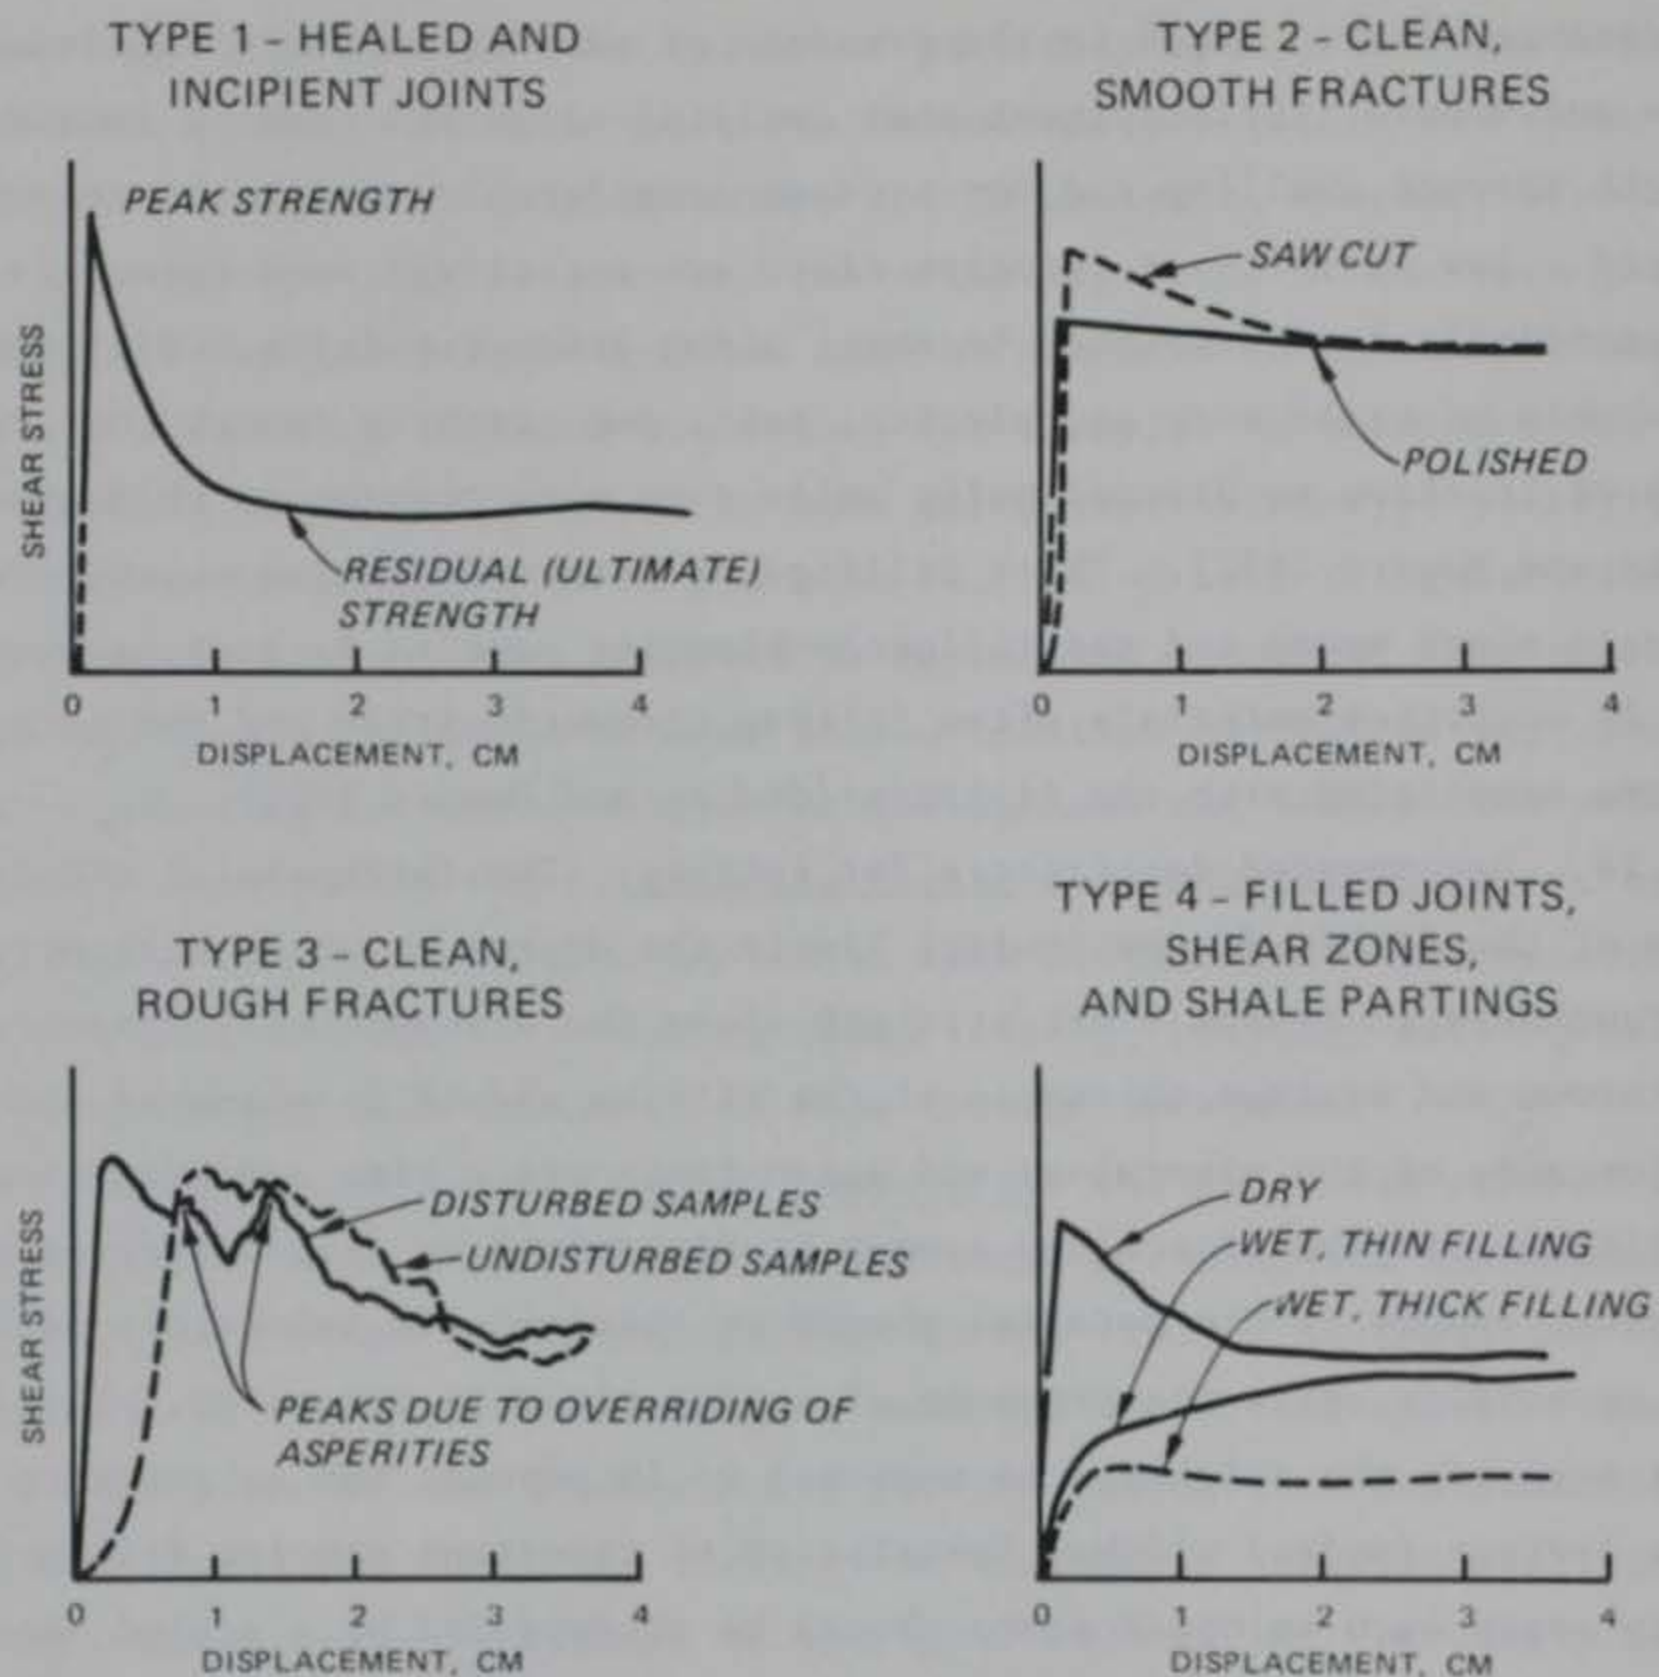 TYPE 1 - HEALED AND
INCIPIENT JOINTS
PEAK STRENGTH
SHEAR STRESS
RESIDUAL (ULTIMATE)
STRENGTH
0 1 2 3 4
DISPLACEMENT, CM
TYPE 2 - CLEAN,
SMOOTH FRACTURES
SAW CUT
POLISHED
0 1 2 3 4
DISPLACEMENT, CM
TYPE 3 - CLEAN,
ROUGH FRACTURES
SHEAR STRESS
DISTURBED SAMPLES
UNDISTURBED SAMPLES
PEAKS DUE TO OVERRIDING OF
ASPERITIES
0 1 2 3 4
DISPLACEMENT, CM
TYPE 4 - FILLED JOINTS,
SHEAR ZONES,
AND SHALE PARTINGS
DRY
WET, THIN FILLING
WET, THICK FILLING
0 1 2 3 4
DISPLACEMENT, CM